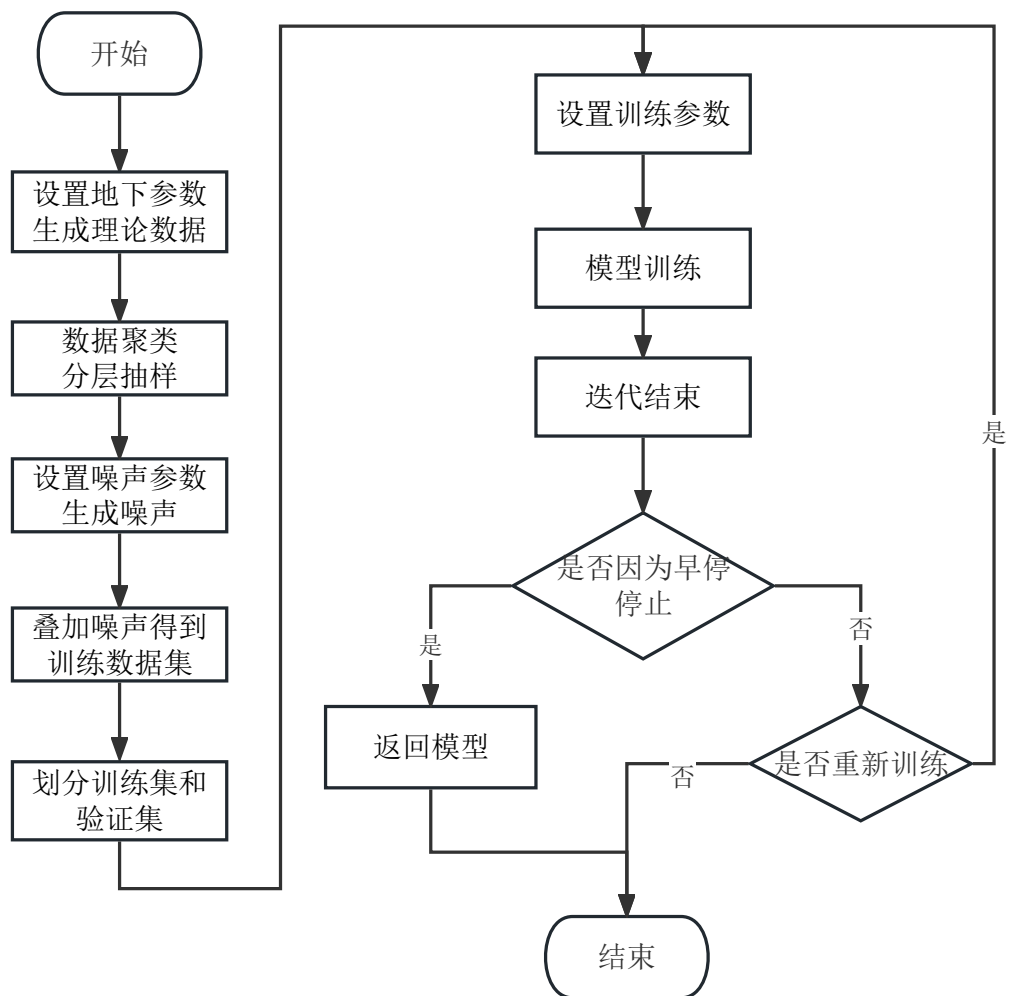 开始
设置地下参数
生成理论数据
数据聚类
分层抽样
设置噪声参数
生成噪声
叠加噪声得到
训练数据集
划分训练集和
验证集
设置训练参数
模型训练
迭代结束
是否因为早停
停止
是
否
返回模型
是否重新训练
否
是
结束